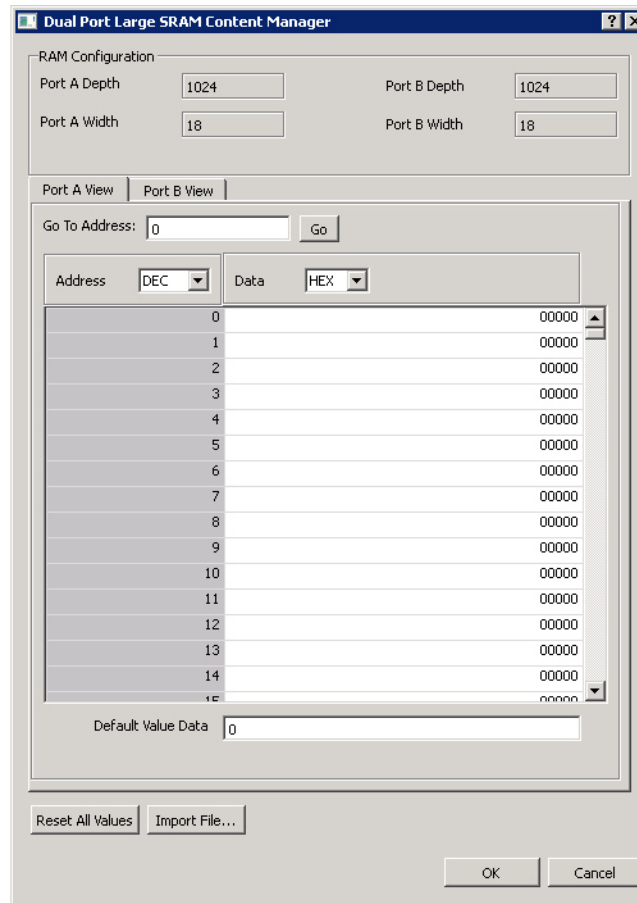 Dual Port Large SRAM Content Manager
RAM Configuration
Port A Depth 1024 Port B Depth 1024
Port A Width 18 Port B Width 18
Port A View Port B View
Go To Address: 0 Go
Address DEC Data HEX
0 00000
1 00000
2 00000
3 00000
4 00000
5 00000
6 00000
7 00000
8 00000
9 00000
10 00000
11 00000
12 00000
13 00000
14 00000
15 00000
Default Value Data 0
Reset All Values Import File...
OK Cancel